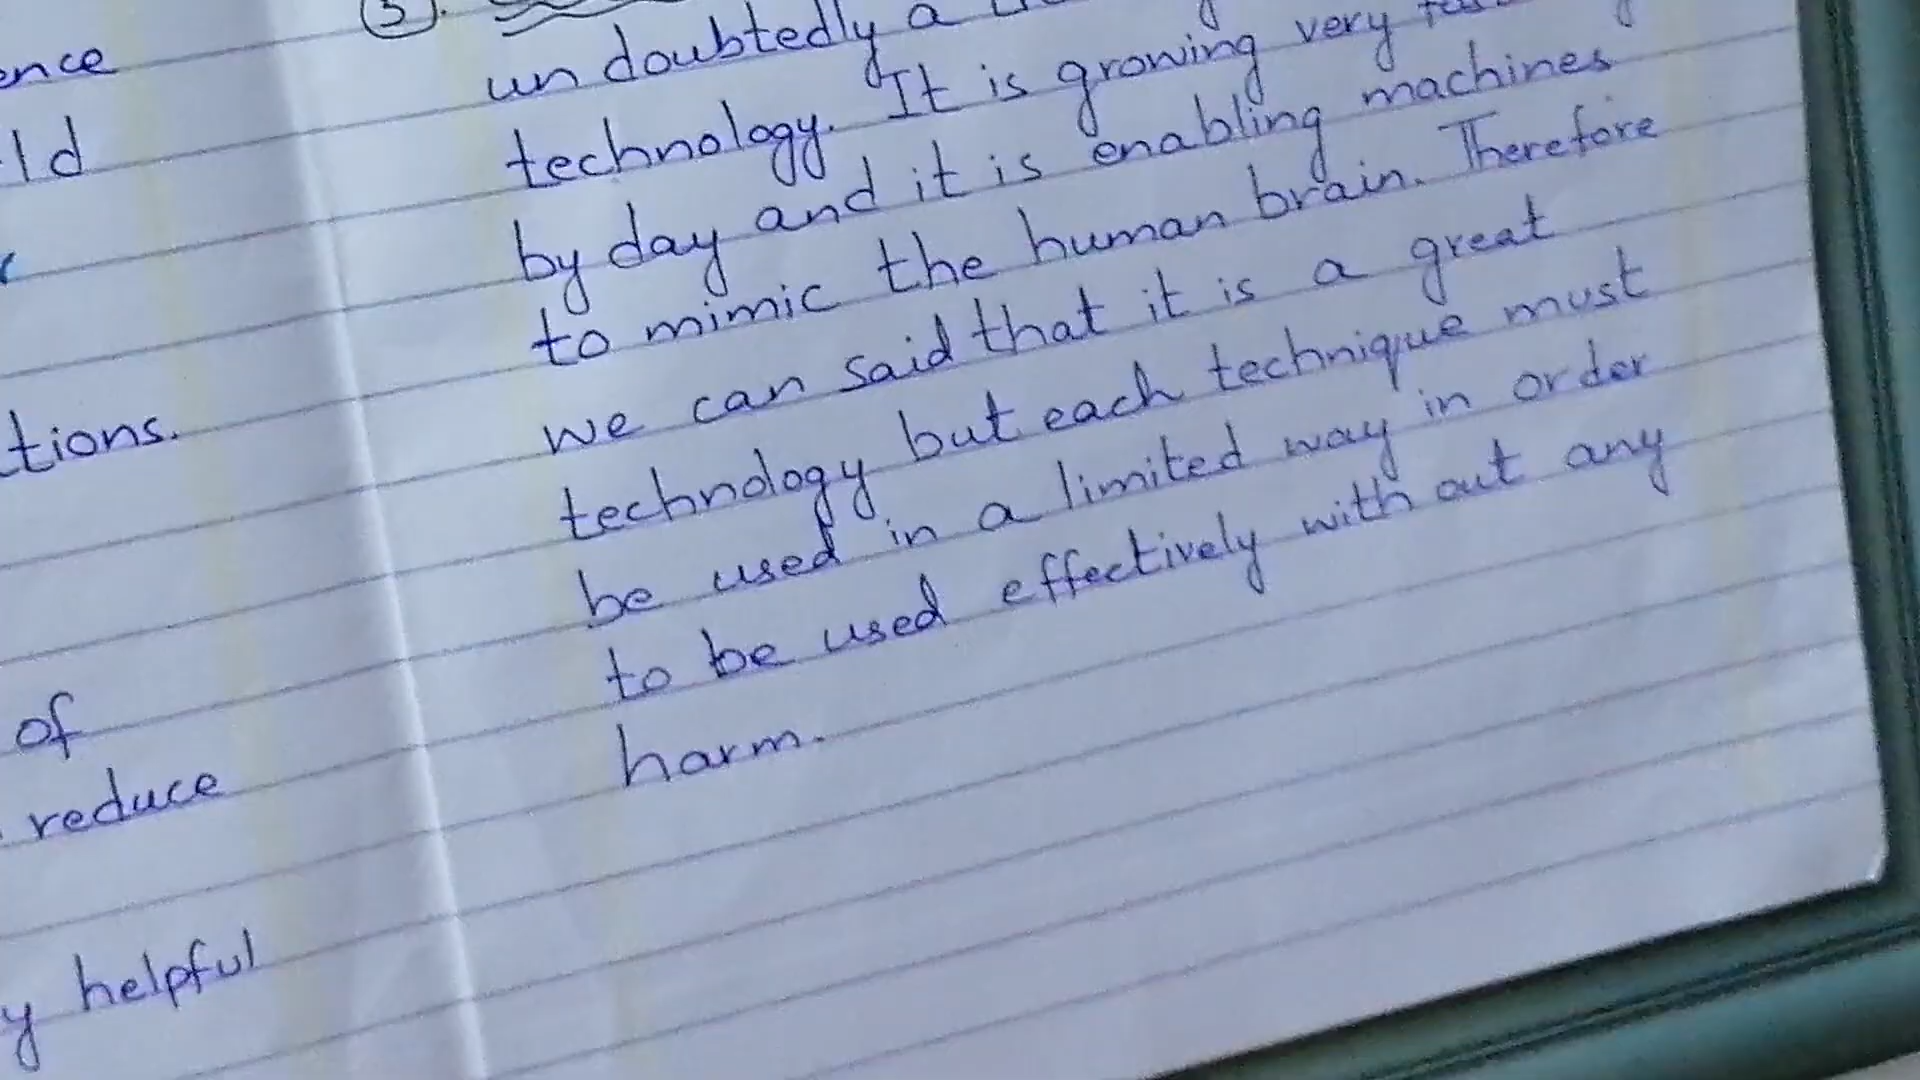 ence
ld
tions.
of
reduce
y helpful
3.
undoubtedly a
technology. It is growing very
by day and it is enabling machines
to mimic the human brain. Therefore
we can said that it is a great
technology but each technique must
be used in a limited way in order
to be used effectively with out any
harm.